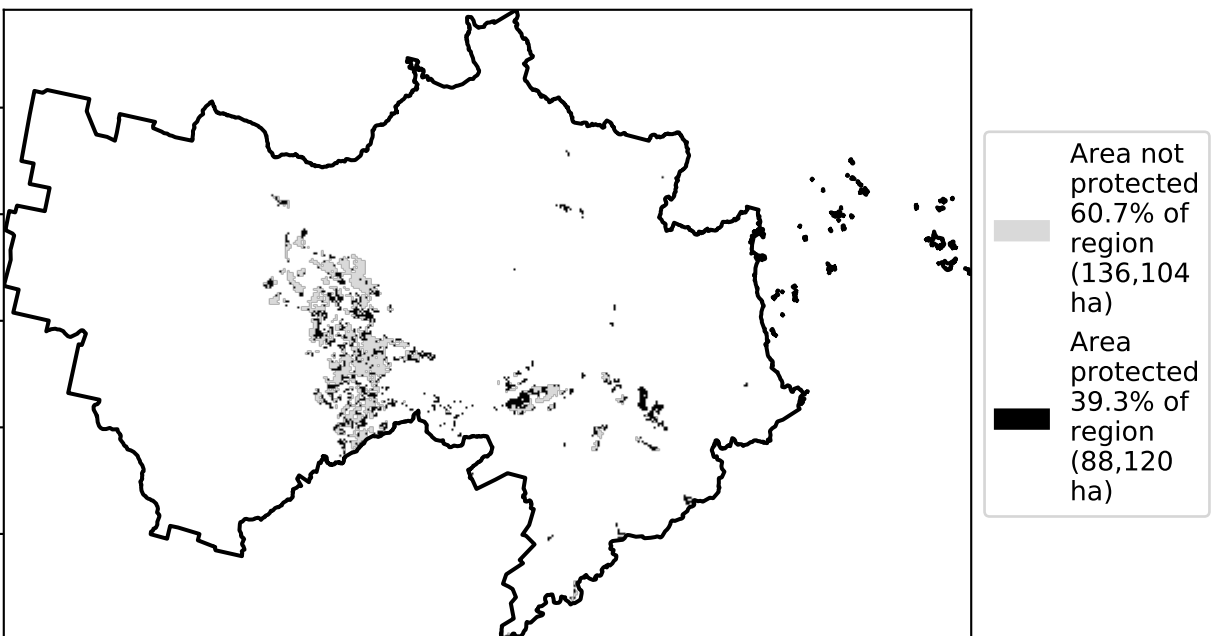 Area not
protected
60.7% of
region
(136,104
ha)
Area
protected
39.3% of
region
(88,120
ha)